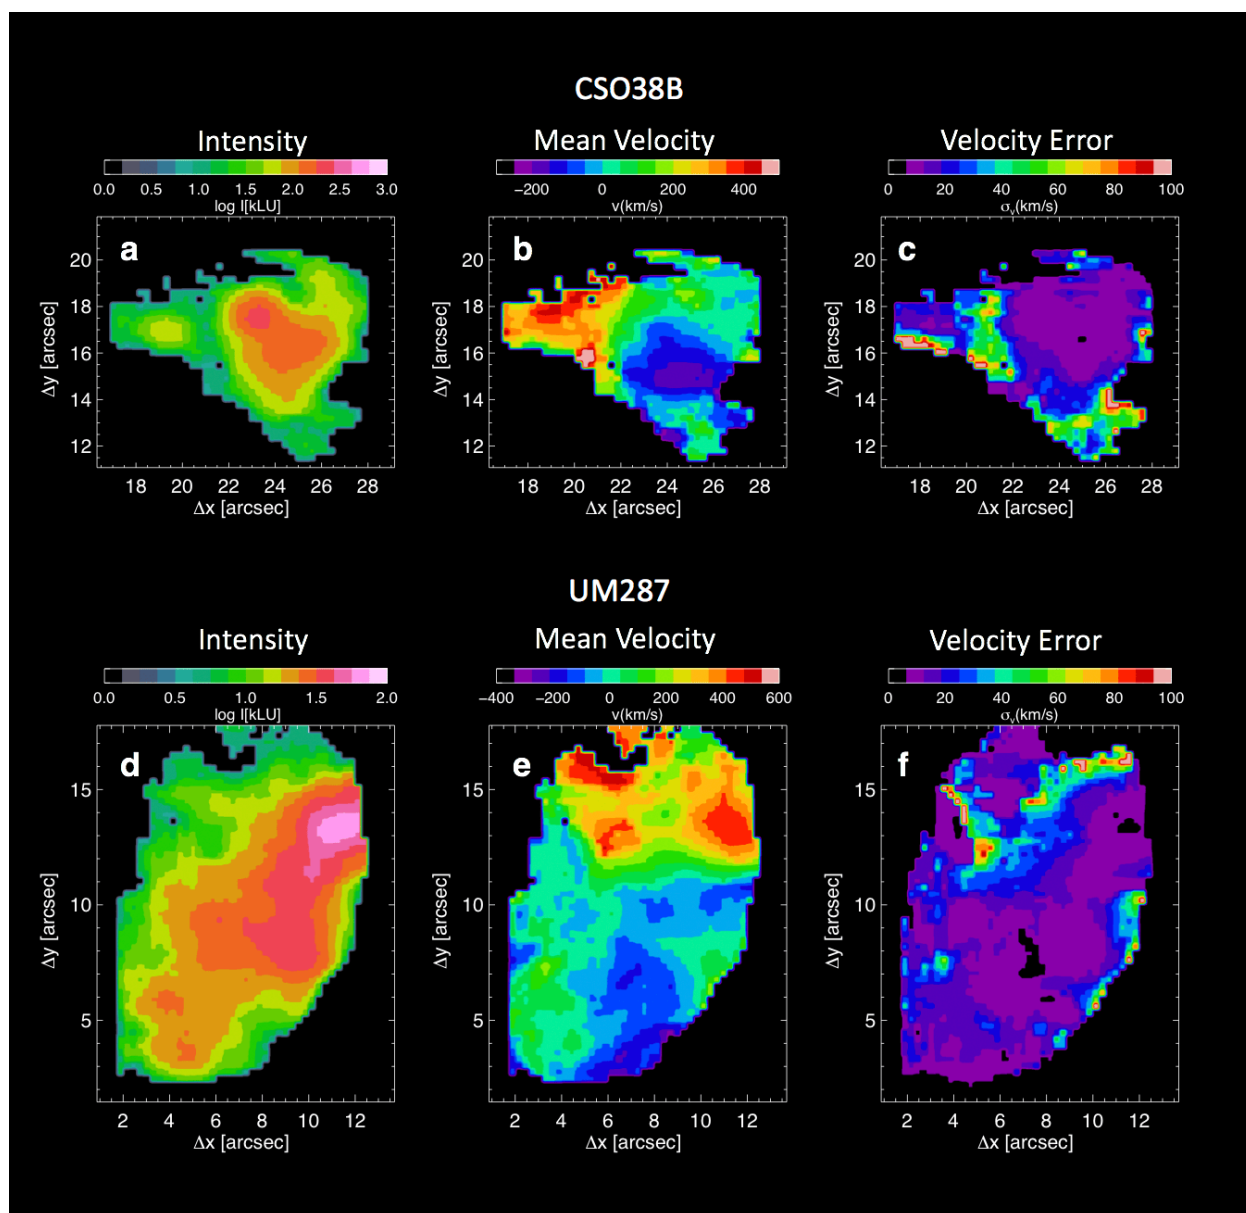 CSO38B
Intensity Mean Velocity Velocity Error
0.0 0.5 1.0 1.5 2.0 2.5 3.0 −200 0 200 400 0 20 40 60 80 100
log I[kLU] v(km/s) σv(km/s)
a b c
20 20 20
18 18 18
16 16 16
14 14 14
12 12 12
Δy [arcsec] Δy [arcsec] Δy [arcsec]
18 20 22 24 26 28 18 20 22 24 26 28 18 20 22 24 26 28
Δx [arcsec] Δx [arcsec] Δx [arcsec]
UM287
Intensity Mean Velocity Velocity Error
0.0 0.5 1.0 1.5 2.0 −400 −200 0 200 400 600 0 20 40 60 80 100
log I[kLU] v(km/s) σv(km/s)
d e f
15 15 15
10 10 10
5 5 5
Δy [arcsec] Δy [arcsec] Δy [arcsec]
2 4 6 8 10 12 2 4 6 8 10 12 2 4 6 8 10 12
Δx [arcsec] Δx [arcsec] Δx [arcsec]